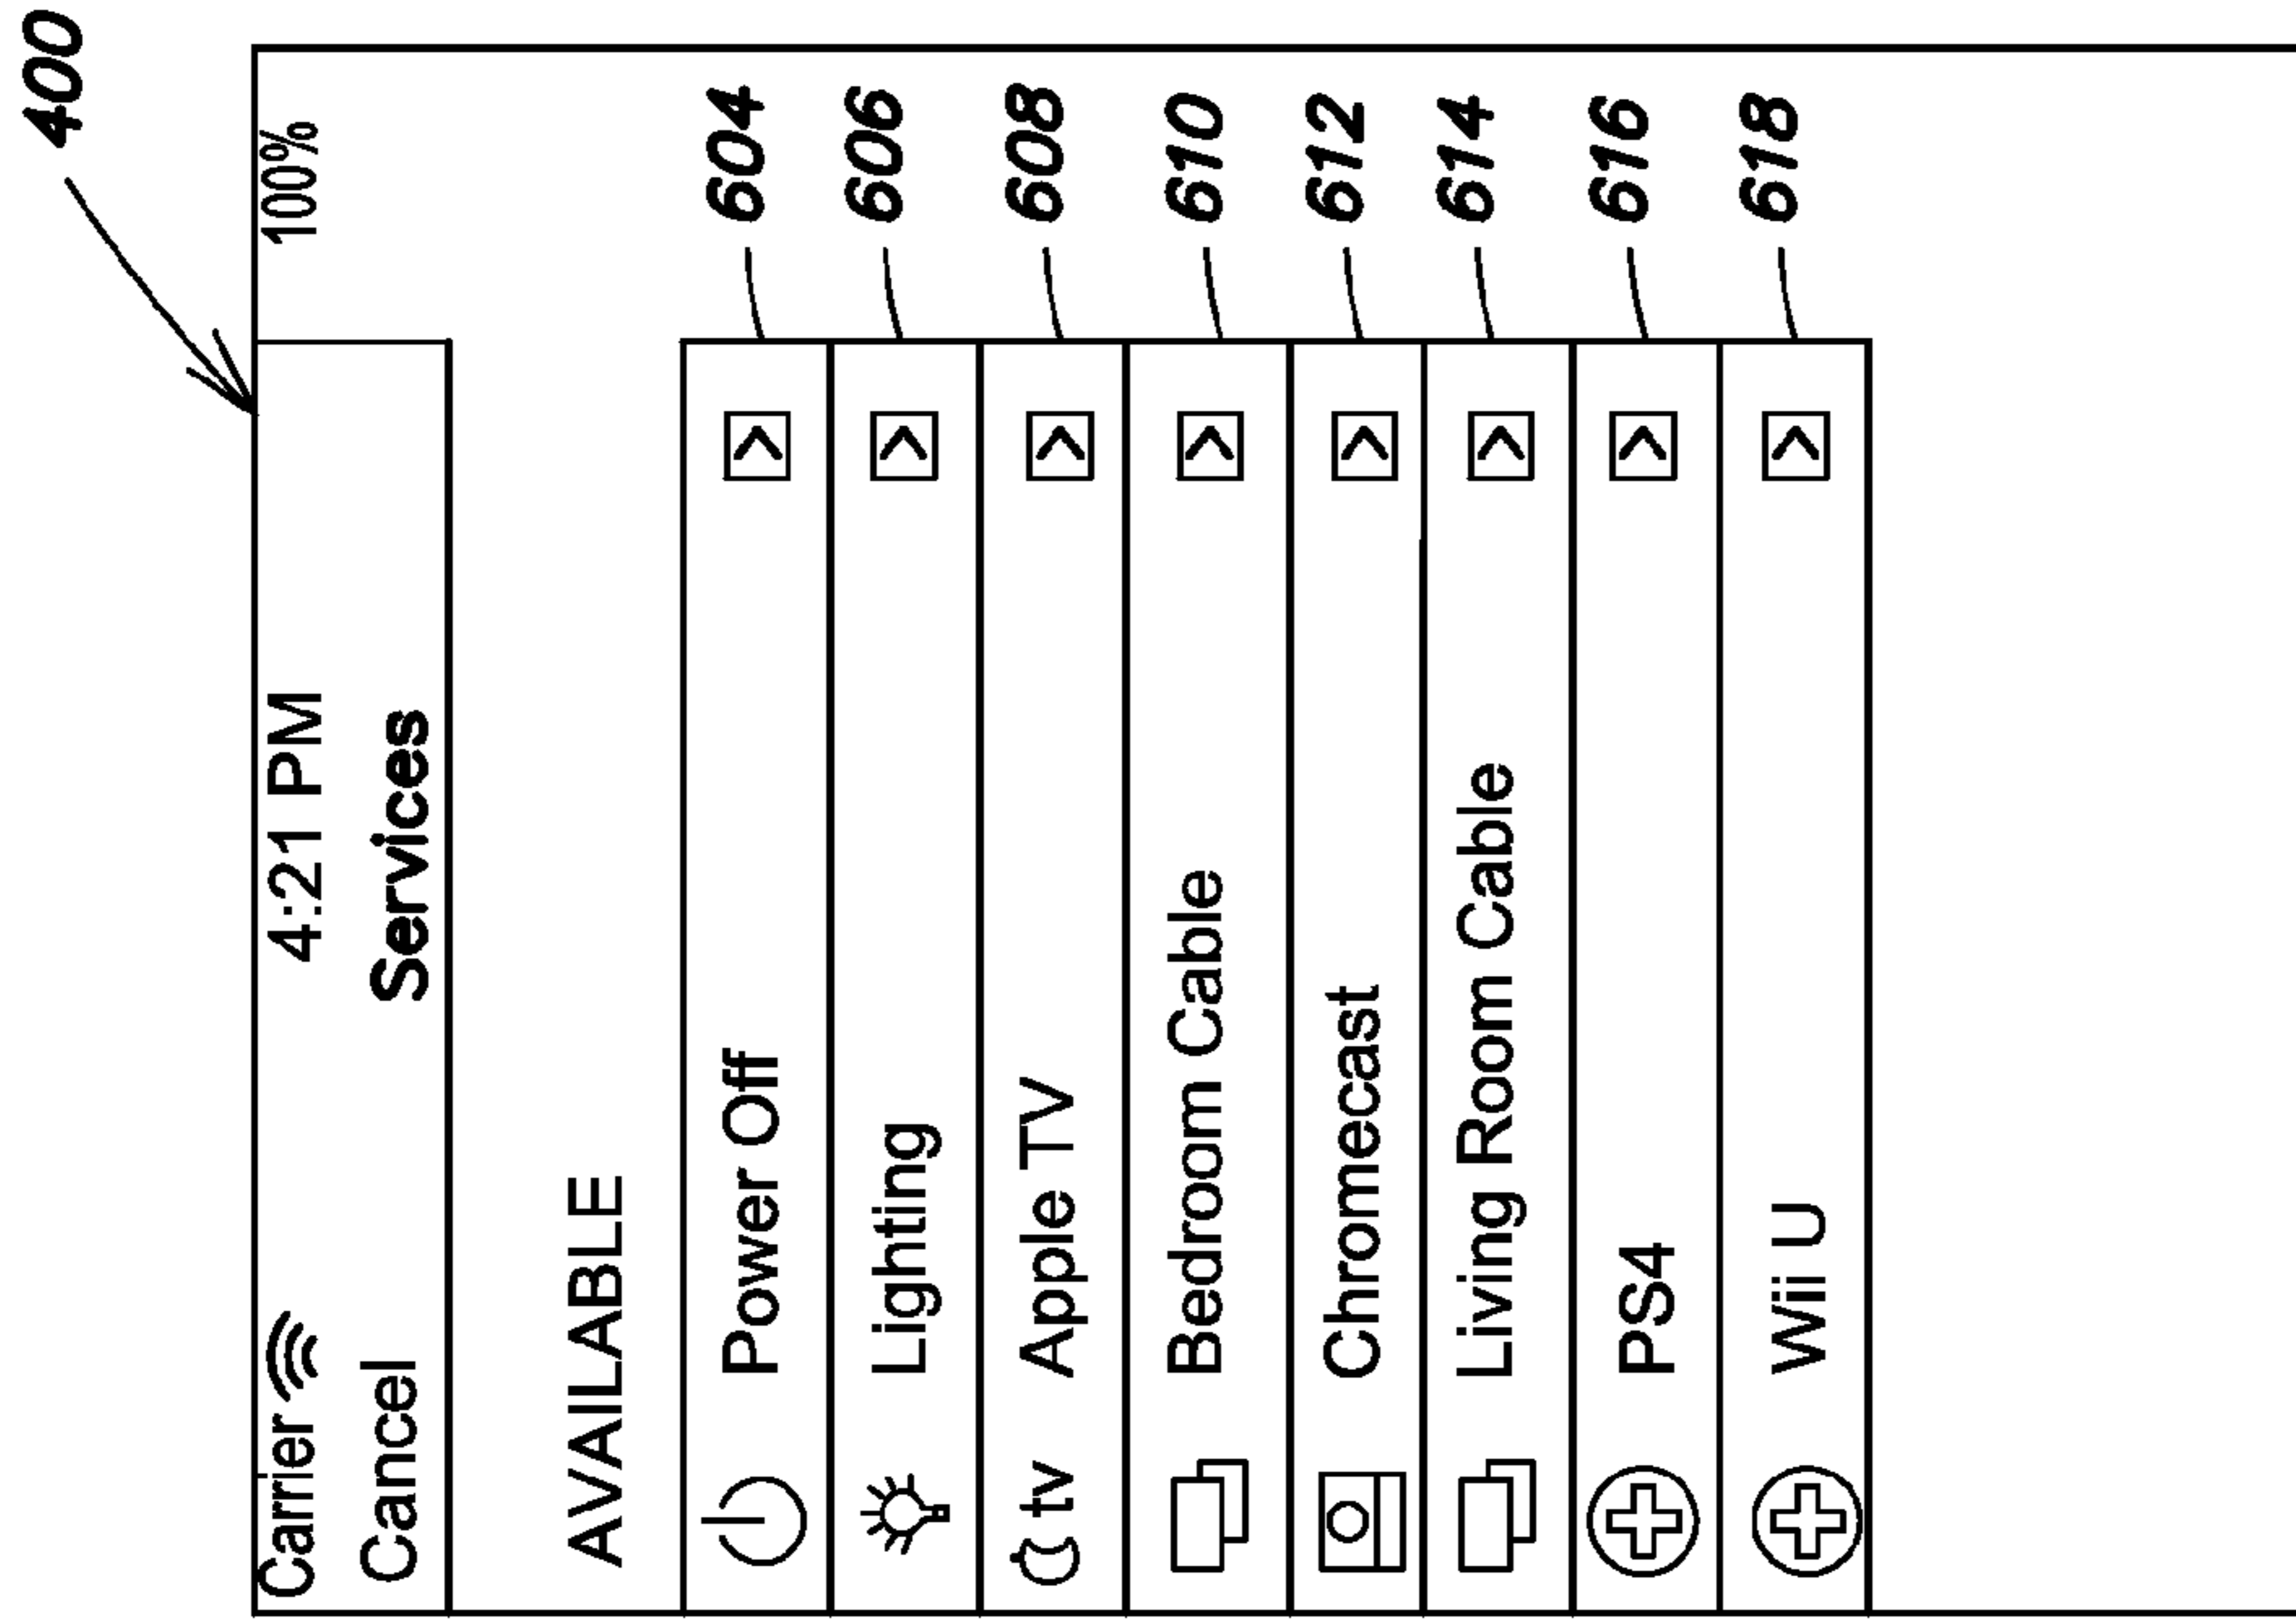 400
Carrier 4:21 PM 100%
Cancel Services
AVAILABLE
Power Off > 604
Lighting > 606
tv Apple TV > 608
Bedroom Cable > 610
Chromecast > 612
Living Room Cable > 614
PS4 > 616
Wii U > 618